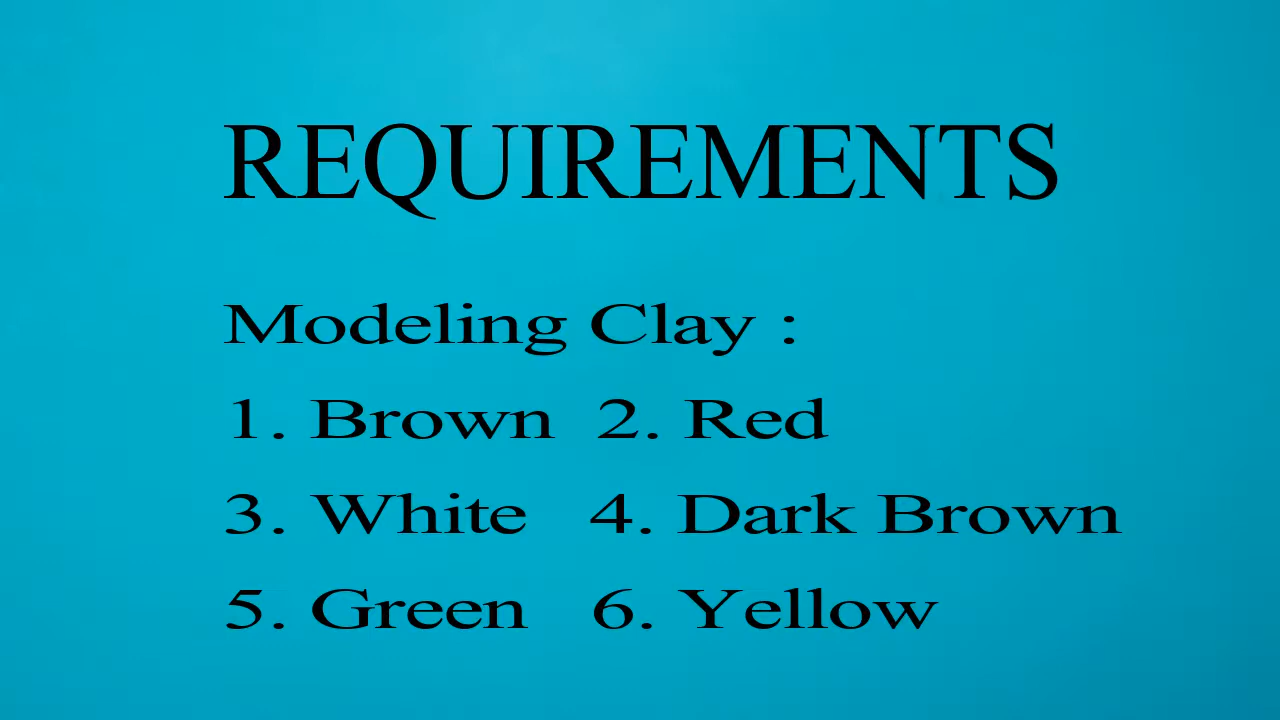 REQUIREMENTS
Modeling Clay :
1. Brown 2. Red
3. White 4. Dark Brown
5. Green 6. Yellow